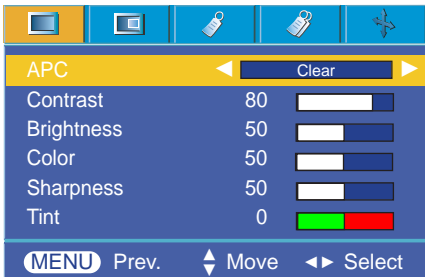 APC Clear
Contrast 80
Brightness 50
Color 50
Sharpness 50
Tint 0
MENU Prev. Move Select